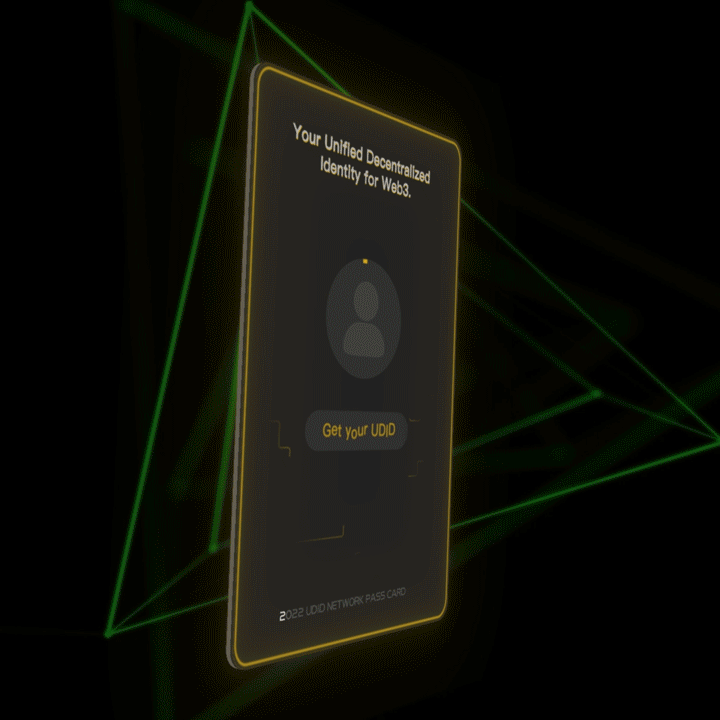 Your Unified Decentralized
Identity for Web3.
Get your UDID
2022 UDID NETWORK PASS CARD